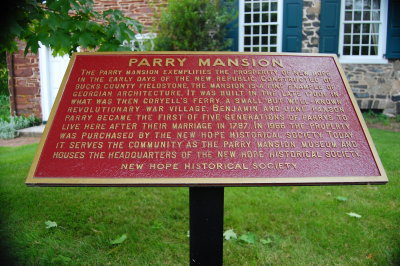 PARRY MANSION
THE PARRY MANSION EXEMPLIFIES THE PROSPERITY OF NEW HOPE
IN THE EARLY DAYS OF THE NEW REPUBLIC. CONSTRUCTED OF
BUCKS COUNTY FIELDSTONE, THE MANSION IS A FINE EXAMPLE OF
GEORGIAN ARCHITECTURE. IT WAS BUILT IN THE LATE 1700'S IN
WHAT WAS THEN CORYELL'S FERRY, A SMALL BUT WELL-KNOWN
REVOLUTIONARY WAR VILLAGE. BENJAMIN AND JANE PAXSON
PARRY BECAME THE FIRST OF FIVE GENERATIONS OF PARRYS TO
LIVE HERE AFTER THEIR MARRIAGE IN 1787. IN 1966 THE PROPERTY
WAS PURCHASED BY THE NEW HOPE HISTORICAL SOCIETY. TODAY
IT SERVES THE COMMUNITY AS THE PARRY MANSION MUSEUM AND
HOUSES THE HEADQUARTERS OF THE NEW HOPE HISTORICAL SOCIETY.
NEW HOPE HISTORICAL SOCIETY